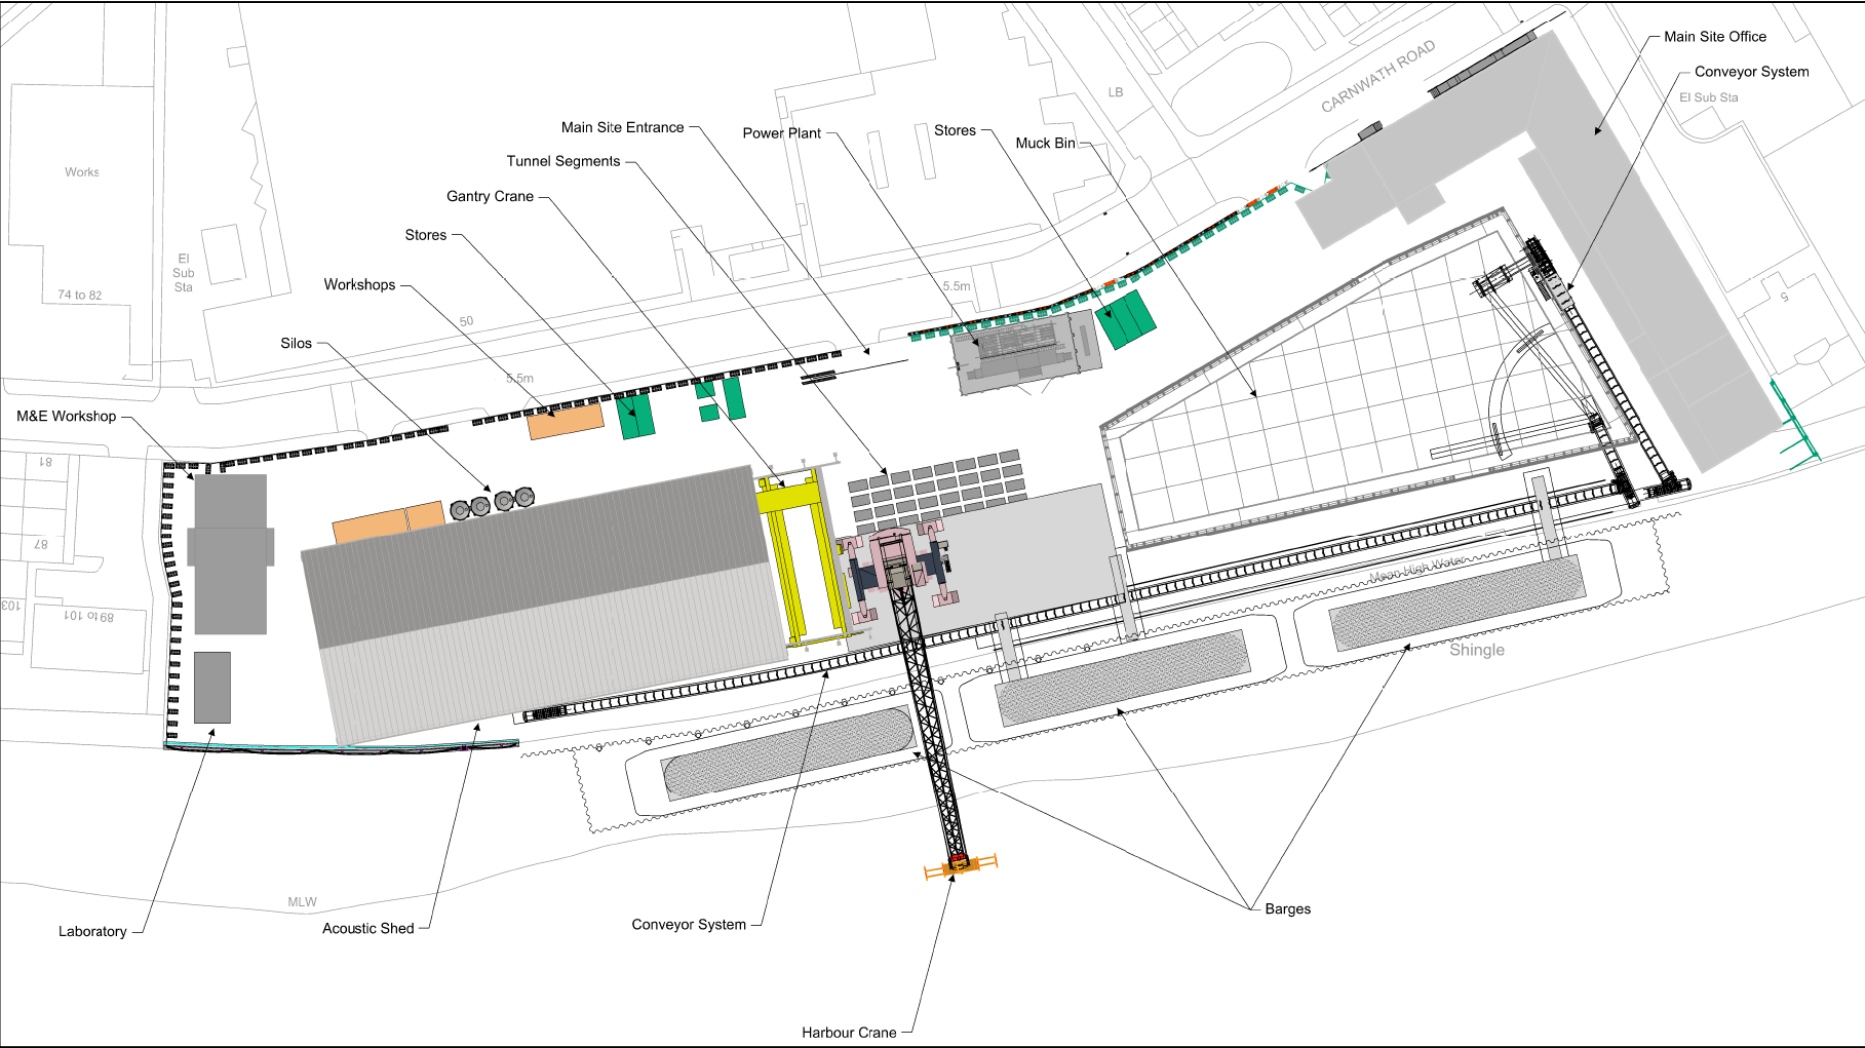 Main Site Office
CARNWATH ROAD
Conveyor System
LB
El Sub Sta
Main Site Entrance
Power Plant
Stores
Muck Bin
Tunnel Segments
Works
Gantry Crane
Stores
El
Sub
Sta
Workshops
5.5m
74 to 82
5
50
Silos
5.5m
M&E Workshop
81
87
Mean High Water
103
89 to 101
Shingle
MLW
Barges
Conveyor System
Acoustic Shed
Laboratory
Harbour Crane